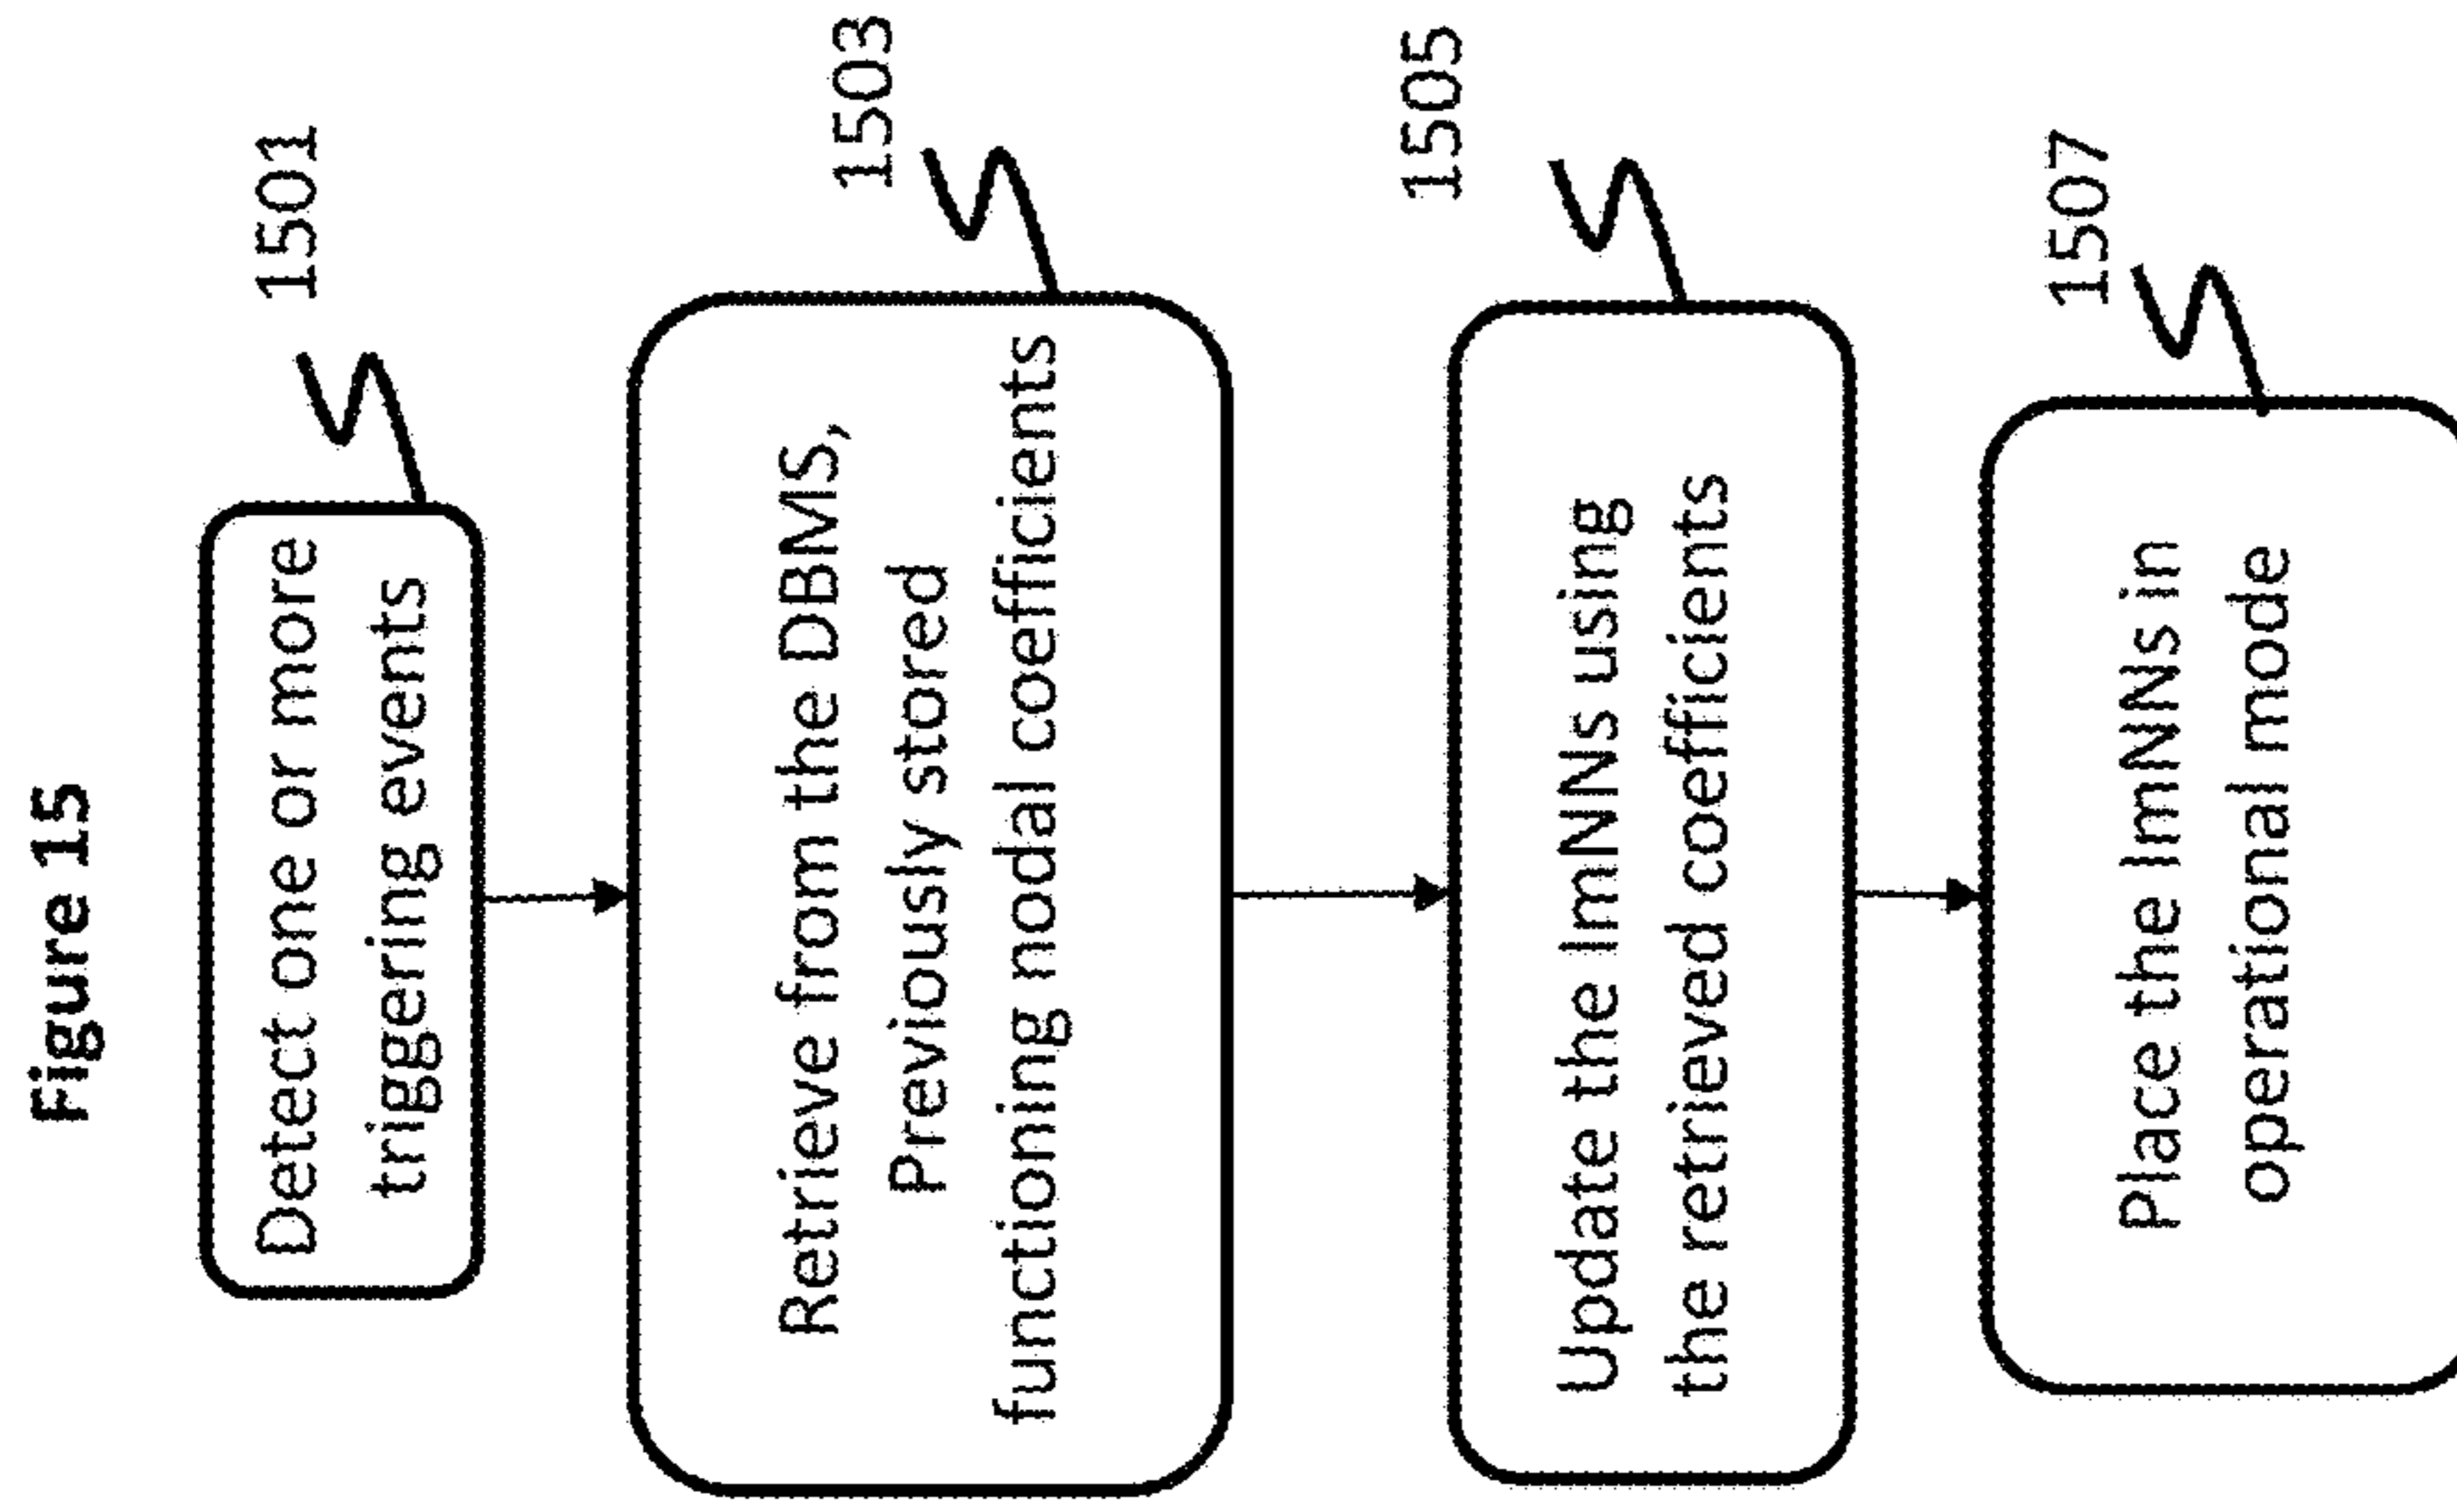 Figure 15
1501
Detect one or more
triggering events
1503
Retrieve from the DBMS,
Previously stored
functioning nodal coefficients
1505
Update the ImNNs using
the retrieved coefficients
1507
Place the ImNNs in
operational mode